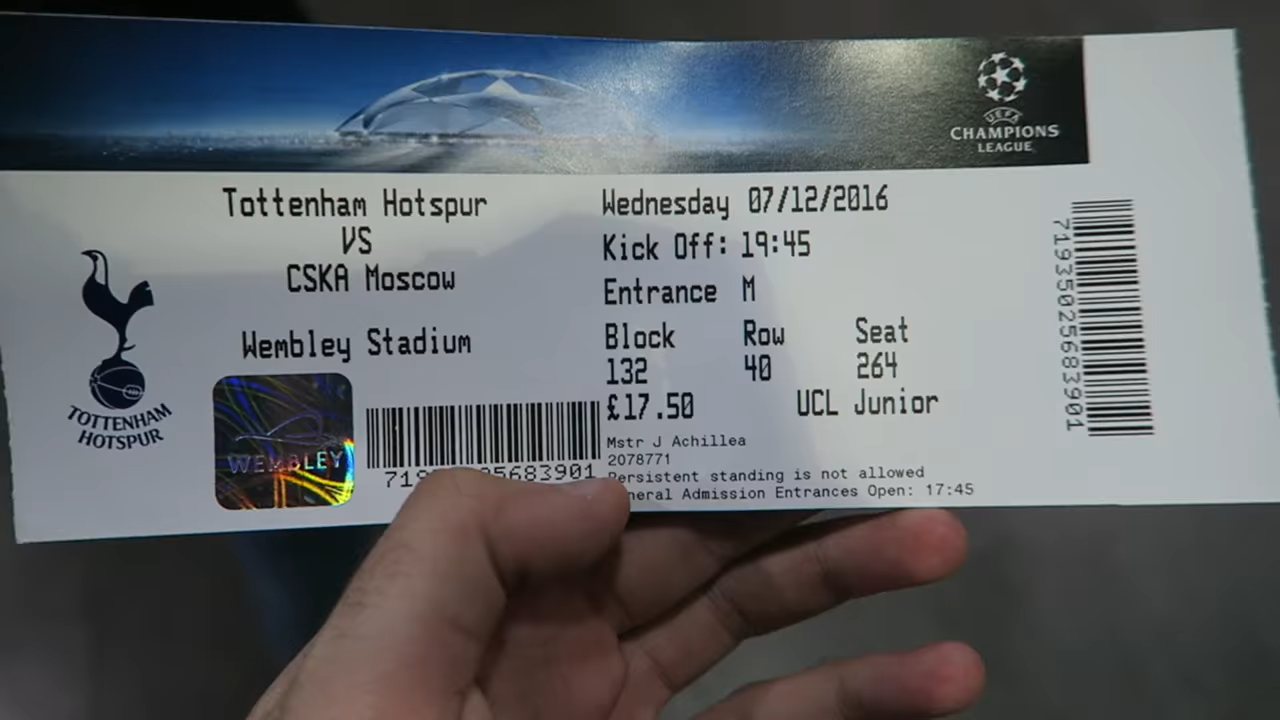 UEFA
CHAMPIONS
LEAGUE
Tottenham Hotspur
VS
CSKA Moscow
Wembley Stadium
TOTTENHAM
HOTSPUR
WEMBLEY
Wednesday 07/12/2016
Kick Off: 19:45
Entrance M
Block Row Seat
132 40 264
£17.50 UCL Junior
Mstr J Achillea
2078771
Persistent standing is not allowed
Admission Entrances Open: 17:45
71935025683901